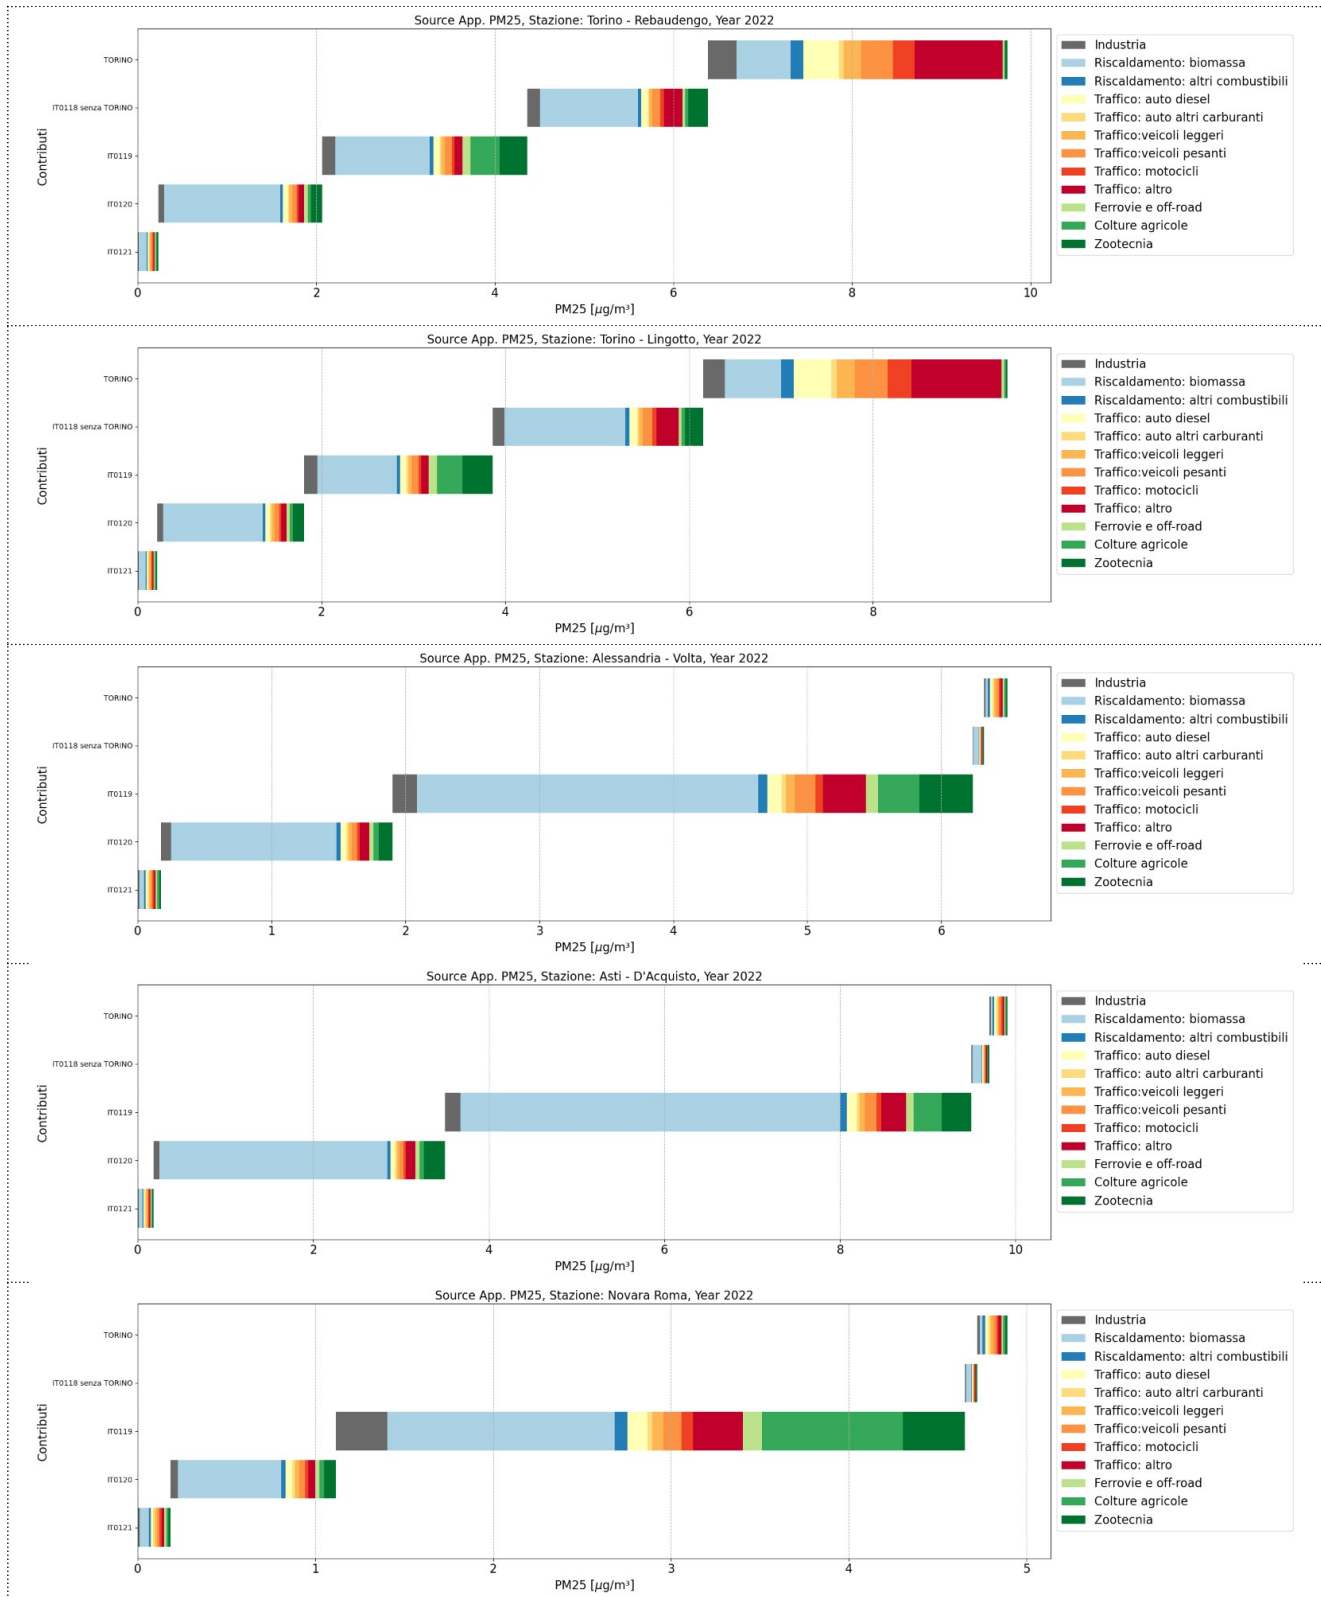 Source App. PM25, Stazione: Torino - Rebaudengo, Year 2022
Contributi
TORINO
IT0118 senza TORINO
IT0119
IT0120
IT0121
0 2 4 6 8 10
PM25 [μg/m³]
Industria
Riscaldamento: biomassa
Riscaldamento: altri combustibili
Traffico: auto diesel
Traffico: auto altri carburanti
Traffico:veicoli leggeri
Traffico:veicoli pesanti
Traffico: motocicli
Traffico: altro
Ferrovie e off-road
Colture agricole
Zootecnia
Source App. PM25, Stazione: Torino - Lingotto, Year 2022
Contributi
TORINO
IT0118 senza TORINO
IT0119
IT0120
IT0121
0 2 4 6 8
PM25 [μg/m³]
Industria
Riscaldamento: biomassa
Riscaldamento: altri combustibili
Traffico: auto diesel
Traffico: auto altri carburanti
Traffico:veicoli leggeri
Traffico:veicoli pesanti
Traffico: motocicli
Traffico: altro
Ferrovie e off-road
Colture agricole
Zootecnia
Source App. PM25, Stazione: Alessandria - Volta, Year 2022
Contributi
TORINO
IT0118 senza TORINO
IT0119
IT0120
IT0121
0 1 2 3 4 5 6
PM25 [μg/m³]
Industria
Riscaldamento: biomassa
Riscaldamento: altri combustibili
Traffico: auto diesel
Traffico: auto altri carburanti
Traffico:veicoli leggeri
Traffico:veicoli pesanti
Traffico: motocicli
Traffico: altro
Ferrovie e off-road
Colture agricole
Zootecnia
Source App. PM25, Stazione: Asti - D'Acquisto, Year 2022
Contributi
TORINO
IT0118 senza TORINO
IT0119
IT0120
IT0121
0 2 4 6 8 10
PM25 [μg/m³]
Industria
Riscaldamento: biomassa
Riscaldamento: altri combustibili
Traffico: auto diesel
Traffico: auto altri carburanti
Traffico:veicoli leggeri
Traffico:veicoli pesanti
Traffico: motocicli
Traffico: altro
Ferrovie e off-road
Colture agricole
Zootecnia
Source App. PM25, Stazione: Novara Roma, Year 2022
Contributi
TORINO
IT0118 senza TORINO
IT0119
IT0120
IT0121
0 1 2 3 4 5
PM25 [μg/m³]
Industria
Riscaldamento: biomassa
Riscaldamento: altri combustibili
Traffico: auto diesel
Traffico: auto altri carburanti
Traffico:veicoli leggeri
Traffico:veicoli pesanti
Traffico: motocicli
Traffico: altro
Ferrovie e off-road
Colture agricole
Zootecnia